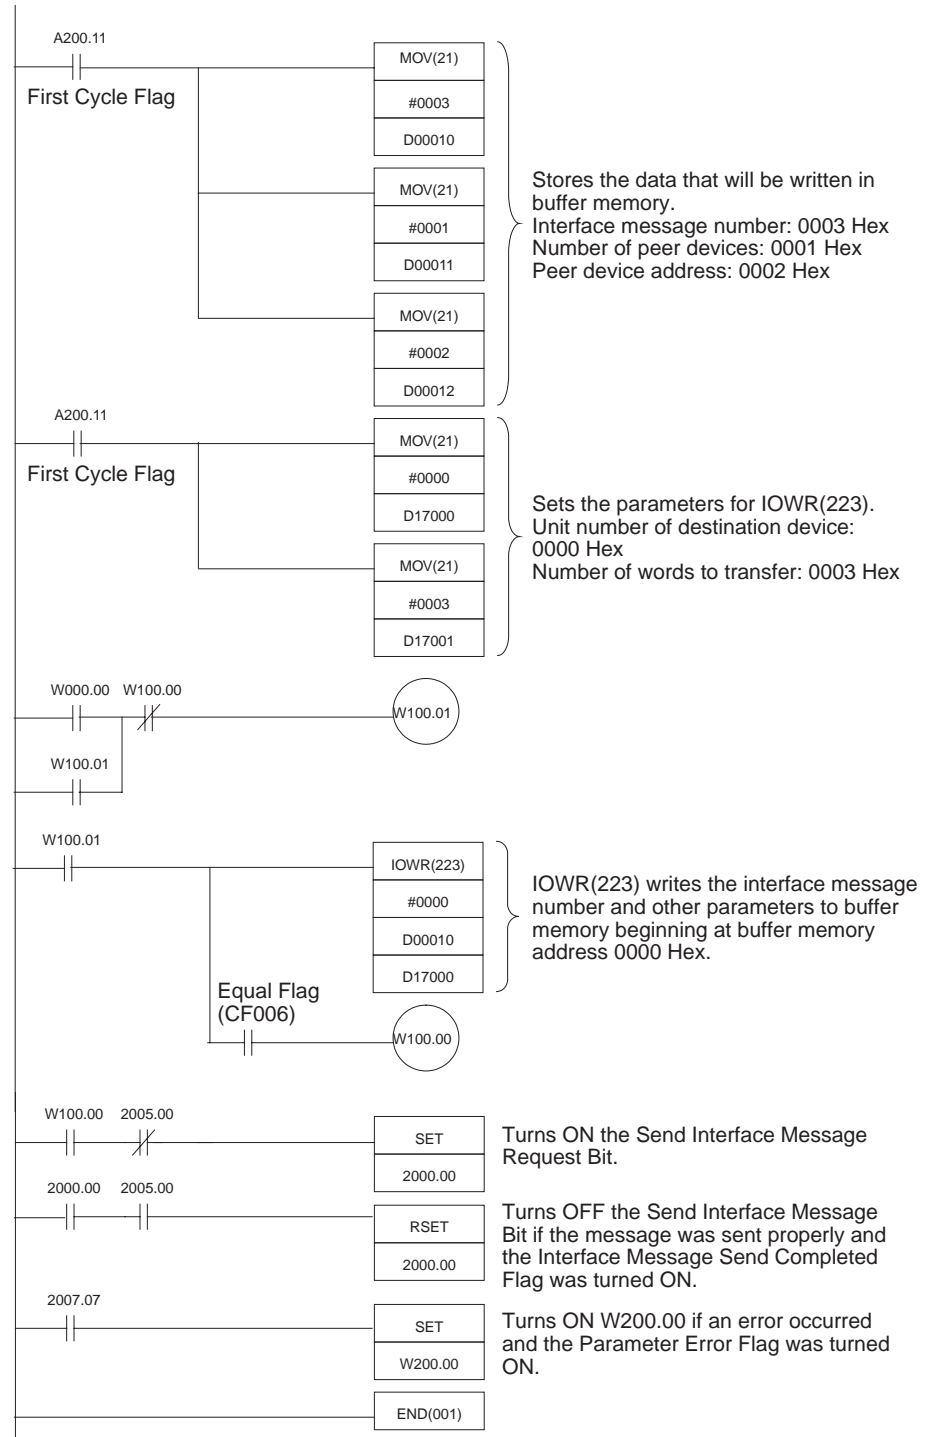 A200.11
First Cycle Flag
MOV(21)
#0003
D00010
MOV(21)
#0001
D00011
MOV(21)
#0002
D00012
Stores the data that will be written in
buffer memory.
Interface message number: 0003 Hex
Number of peer devices: 0001 Hex
Peer device address: 0002 Hex
A200.11
First Cycle Flag
MOV(21)
#0000
D17000
MOV(21)
#0003
D17001
Sets the parameters for IOWR(223).
Unit number of destination device:
0000 Hex
Number of words to transfer: 0003 Hex
W000.00 W100.00
W100.01
W100.01
W100.01
IOWR(223)
#0000
D00010
D17000
IOWR(223) writes the interface message
number and other parameters to buffer
memory beginning at buffer memory
address 0000 Hex.
Equal Flag
(CF006)
W100.00
W100.00 2005.00
SET
2000.00
Turns ON the Send Interface Message
Request Bit.
2000.00 2005.00
RSET
2000.00
Turns OFF the Send Interface Message
Bit if the message was sent properly and
the Interface Message Send Completed
Flag was turned ON.
2007.07
SET
W200.00
Turns ON W200.00 if an error occurred
and the Parameter Error Flag was turned
ON.
END(001)